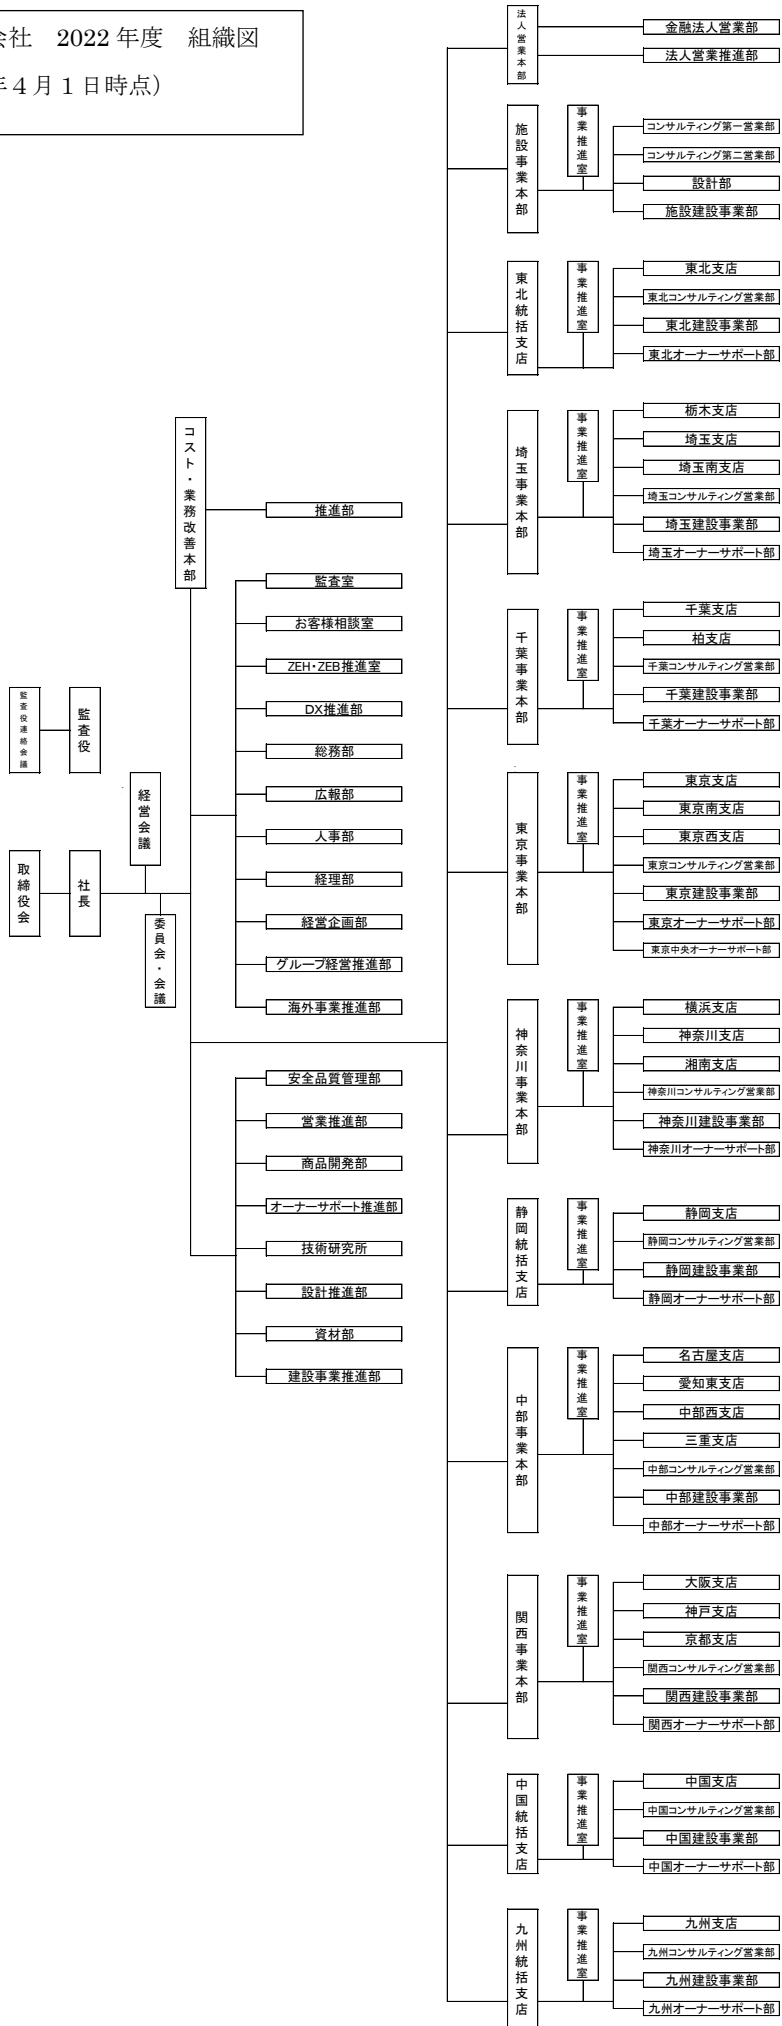 会社　2022 年度　組織図
年４月１日時点）
監査役連絡会議
監査役
取締役会
社長
経営会議
委員会・会議
コスト・業務改善本部
推進部
監査室
お客様相談室
ZEH・ZEB推進室
DX推進部
総務部
広報部
人事部
経理部
経営企画部
グループ経営推進部
海外事業推進部
安全品質管理部
営業推進部
商品開発部
オーナーサポート推進部
技術研究所
設計推進部
資材部
建設事業推進部
法人営業本部
金融法人営業部
法人営業推進部
施設事業本部
事業推進室
コンサルティング第一営業部
コンサルティング第二営業部
設計部
施設建設事業部
東北統括支店
事業推進室
東北支店
東北コンサルティング営業部
東北建設事業部
東北オーナーサポート部
埼玉事業本部
事業推進室
栃木支店
埼玉支店
埼玉南支店
埼玉コンサルティング営業部
埼玉建設事業部
埼玉オーナーサポート部
千葉事業本部
事業推進室
千葉支店
柏支店
千葉コンサルティング営業部
千葉建設事業部
千葉オーナーサポート部
東京事業本部
事業推進室
東京支店
東京南支店
東京西支店
東京コンサルティング営業部
東京建設事業部
東京オーナーサポート部
東京中央オーナーサポート部
神奈川事業本部
事業推進室
横浜支店
神奈川支店
湘南支店
神奈川コンサルティング営業部
神奈川建設事業部
神奈川オーナーサポート部
静岡統括支店
事業推進室
静岡支店
静岡コンサルティング営業部
静岡建設事業部
静岡オーナーサポート部
中部事業本部
事業推進室
名古屋支店
愛知東支店
中部西支店
三重支店
中部コンサルティング営業部
中部建設事業部
中部オーナーサポート部
関西事業本部
事業推進室
大阪支店
神戸支店
京都支店
関西コンサルティング営業部
関西建設事業部
関西オーナーサポート部
中国統括支店
事業推進室
中国支店
中国コンサルティング営業部
中国建設事業部
中国オーナーサポート部
九州統括支店
事業推進室
九州支店
九州コンサルティング営業部
九州建設事業部
九州オーナーサポート部